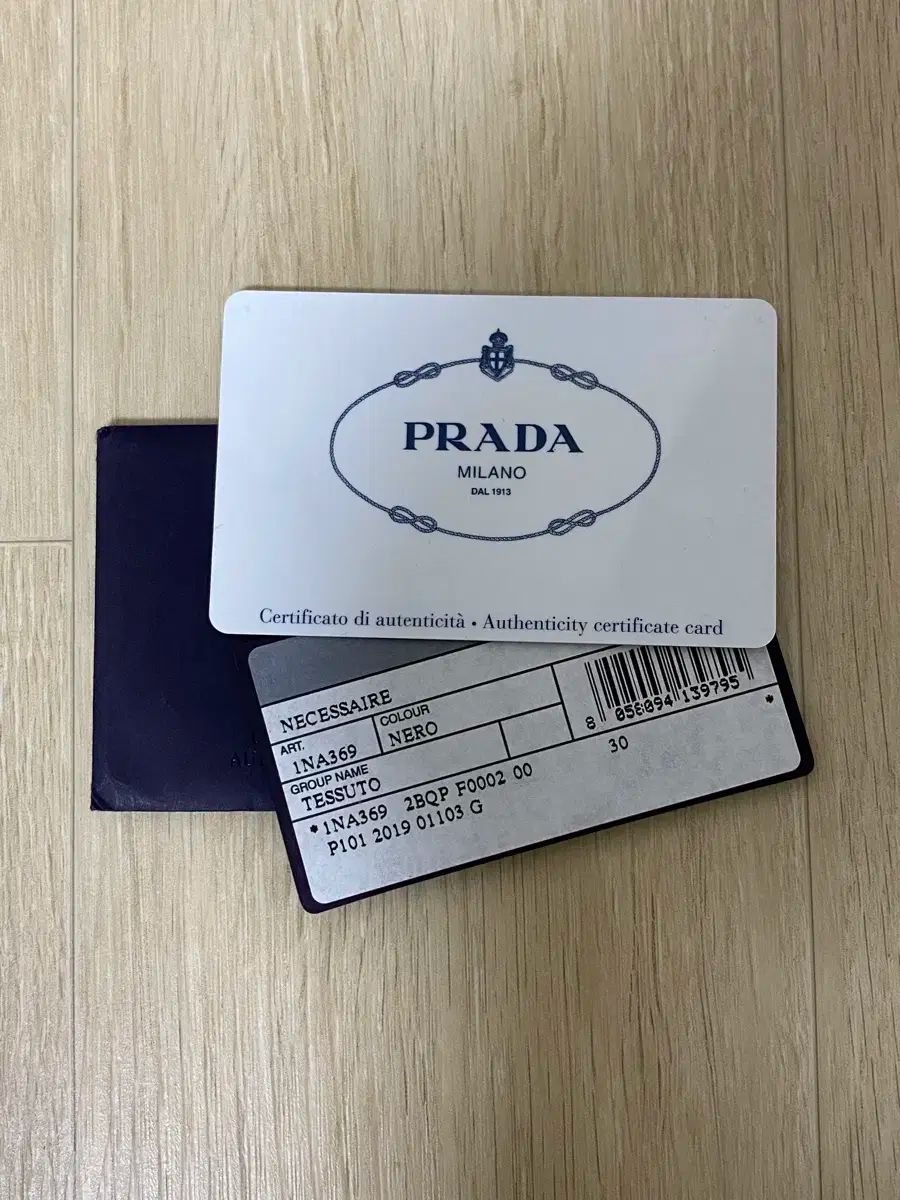 PRADA
MILANO
DAL 1913
Certificato di autenticità • Authenticity certificate card
NECESSAIRE
ART.
1NA369
COLOUR
NERO
GROUP NAME
TESSUTO
8 058094 139795
*
30
*1NA369 2BQP F0002 00
P101 2019 01103 G